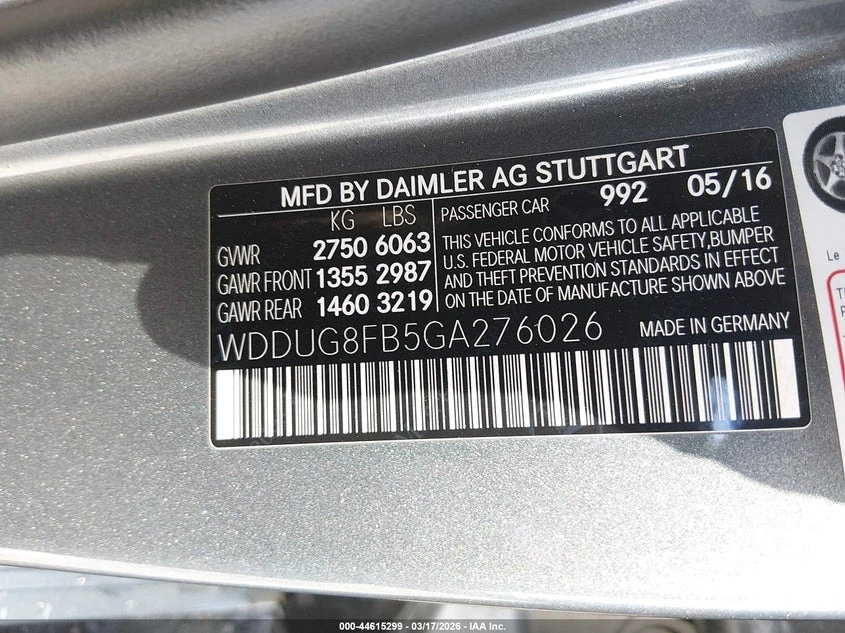 MFD BY DAIMLER AG STUTTGART
KG LBS
GVWR 2750 6063
GAWR FRONT 1355 2987
GAWR REAR 1460 3219
PASSENGER CAR 992 05/16
THIS VEHICLE CONFORMS TO ALL APPLICABLE
U.S. FEDERAL MOTOR VEHICLE SAFETY,BUMPER
AND THEFT PREVENTION STANDARDS IN EFFECT
ON THE DATE OF MANUFACTURE SHOWN ABOVE
WDDUG8FB5GA276026 MADE IN GERMANY
Le
000-44615299 - 03/17/2026 - IAA Inc.